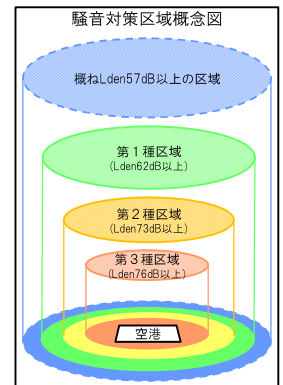 騒音対策区域概念図
概ねLden57dB以上の区域
第１種区域
(Lden62dB以上)
第２種区域
(Lden73dB以上)
第３種区域
(Lden76dB以上)
空港